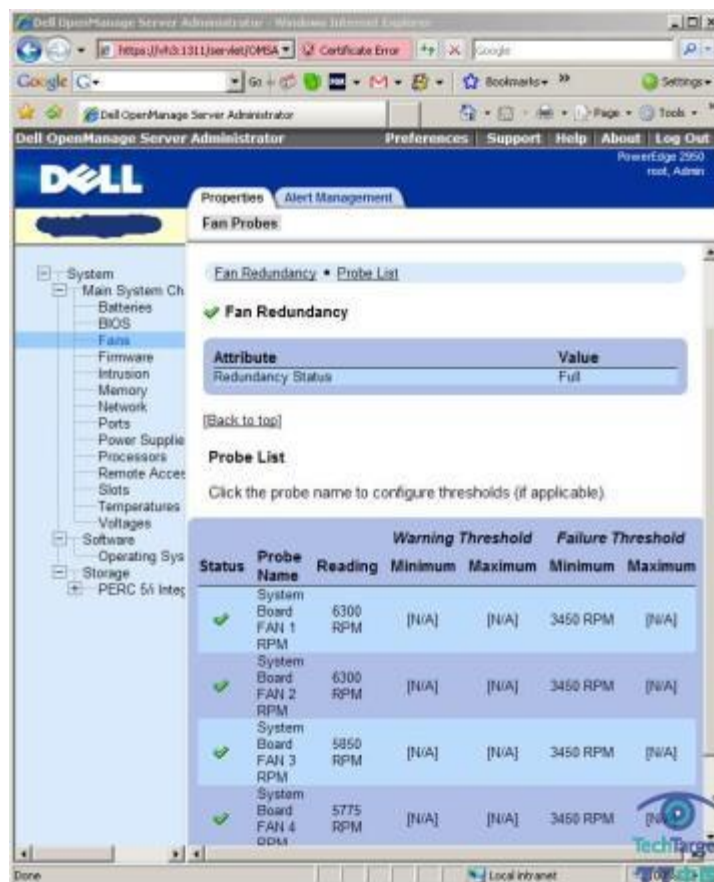 Dell OpenManage Server Administrator - Windows Internet Explorer
https://vh3:1311/servlet/OMSA
Certificate Error
Google
Google
Go
Bookmarks
Settings
Dell OpenManage Server Administrator
Page
Tools
Dell OpenManage Server Administrator Preferences Support Help About Log Out
PowerEdge 2950
root, Admin
DELL
Properties Alert Management
Fan Probes
System
Main System Ch
Batteries
BIOS
Fans
Firmware
Intrusion
Memory
Network
Ports
Power Supplie
Processors
Remote Acces
Slots
Temperatures
Voltages
Software
Operating Sys
Storage
PERC 5/i Integ
Fan Redundancy • Probe List
Fan Redundancy
Attribute Value
Redundancy Status Full
[Back to top]
Probe List
Click the probe name to configure thresholds (if applicable)
Warning Threshold Failure Threshold
Status Probe Name Reading Minimum Maximum Minimum Maximum
System Board FAN 1 RPM 6300 RPM [N/A] [N/A] 3450 RPM [N/A]
System Board FAN 2 RPM 6300 RPM [N/A] [N/A] 3450 RPM [N/A]
System Board FAN 3 RPM 5850 RPM [N/A] [N/A] 3450 RPM [N/A]
System Board FAN 4 RPM 5775 RPM [N/A] [N/A] 3450 RPM
TechTarget
Done
Local intranet